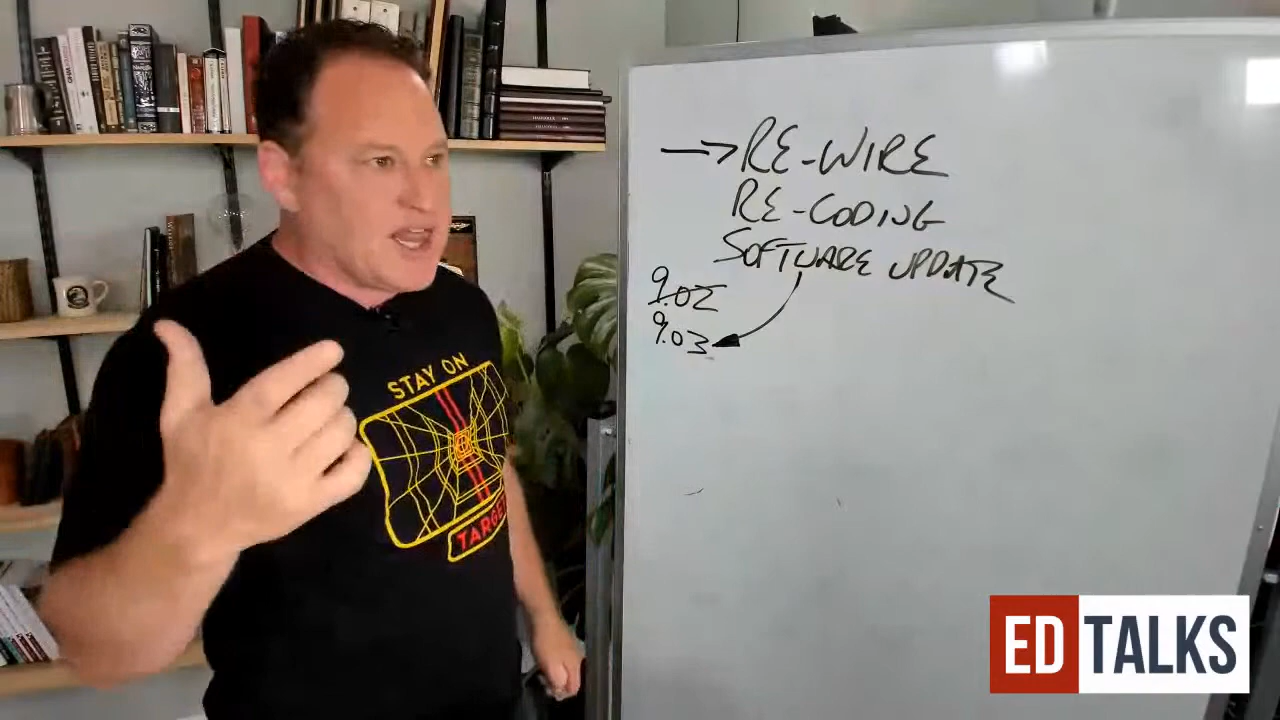 →RE-WIRE
RE-CODING
SOFTWARE UPDATE
9.02
9.03
STAY ON
TARGET
ED TALKS